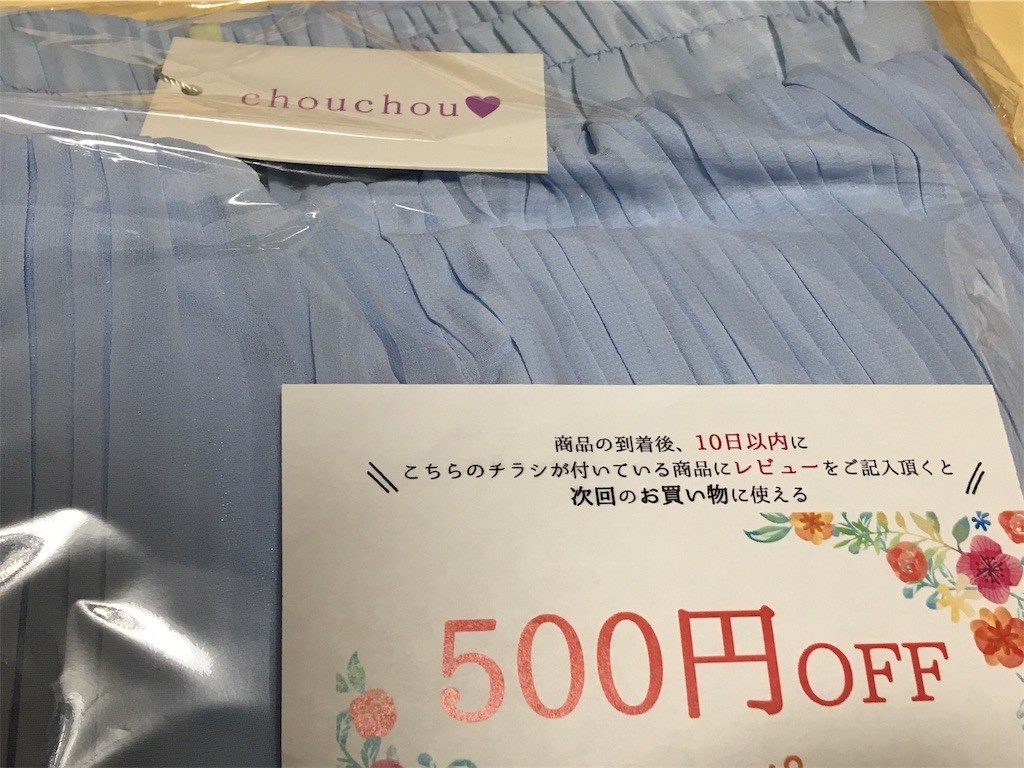 chouchou
商品の到着後、10日以内に
こちらのチラシが付いている商品にレビューをご記入頂くと
次回のお買い物に使える
500円OFF